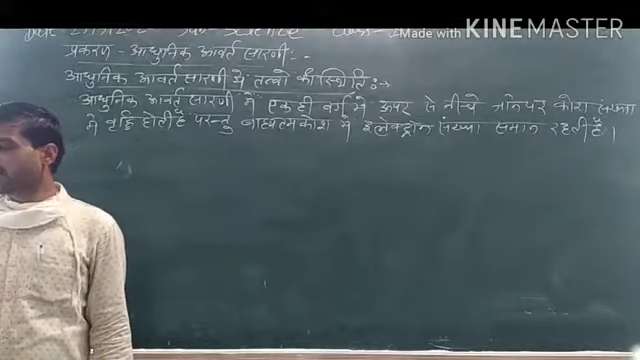 Made with KINEMASTER
प्रकरण - आधुनिक आवर्त सारणी :-
आधुनिक आवर्त सारणी में तत्वों की स्थिति :→
आधुनिक आवर्त सारणी में एक ही वर्ग में ऊपर से नीचे जानेपर कोश संख्या
में वृद्धि होती है परन्तु बाह्यतमकोश में इलेक्ट्रोन संख्या समान रहती है।